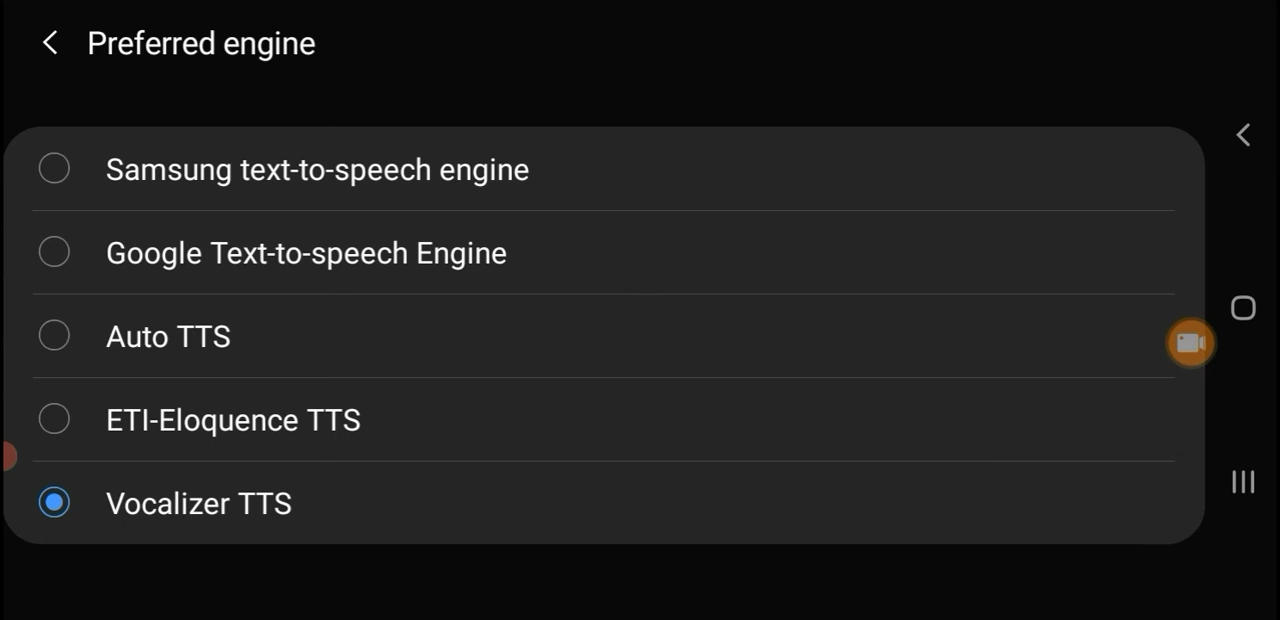 Preferred engine
Samsung text-to-speech engine
Google Text-to-speech Engine
Auto TTS
ETI-Eloquence TTS
Vocalizer TTS